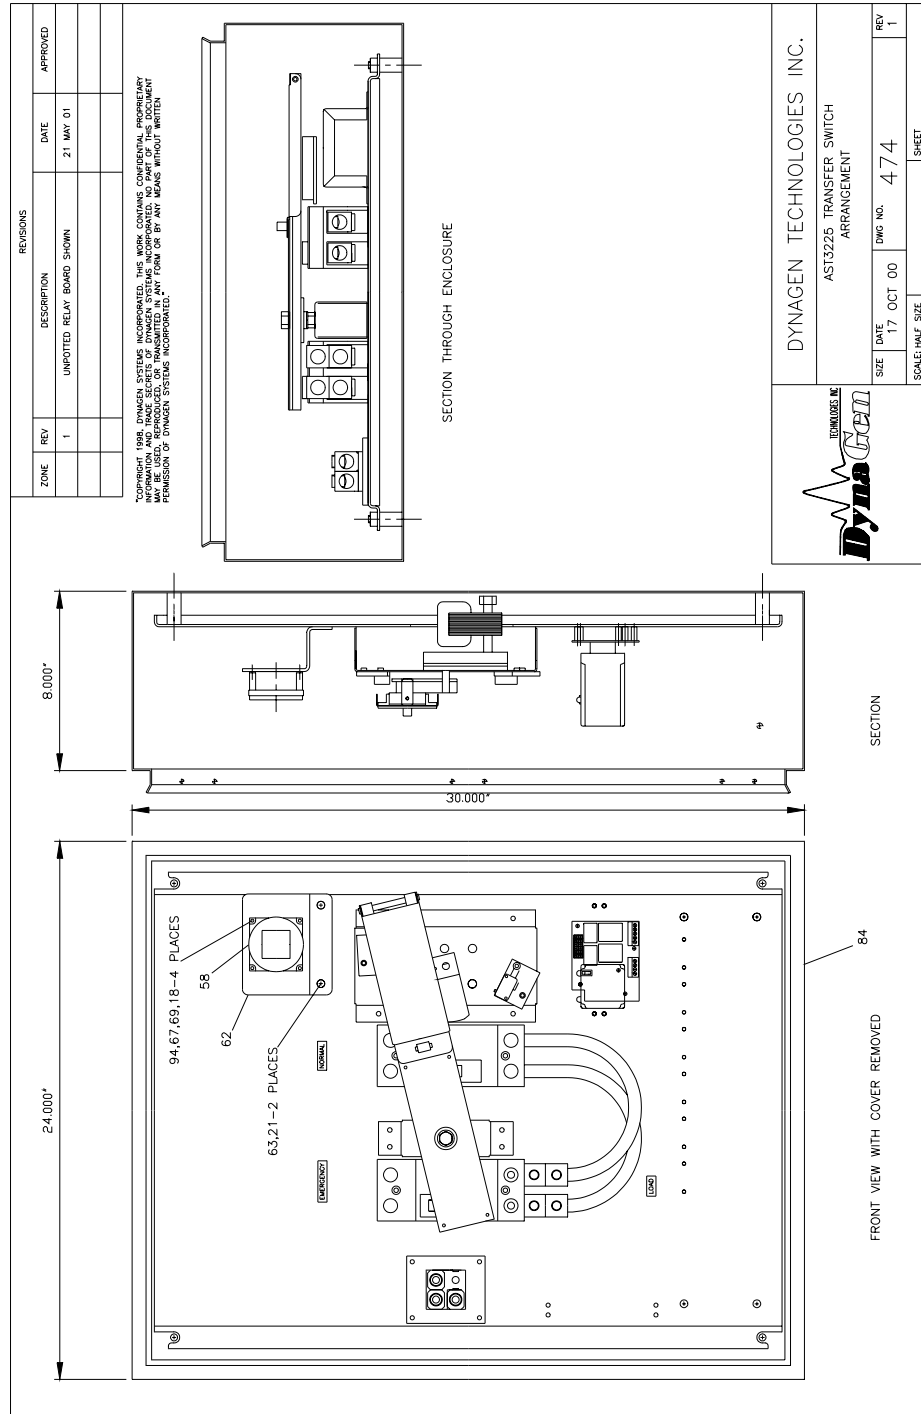 REVISIONS
ZONE REV DESCRIPTION DATE APPROVED
1 UNPOTTED RELAY BOARD SHOWN 21 MAY 01
"COPYRIGHT 1998, DYNAGEN SYSTEMS INCORPORATED. THIS WORK CONTAINS CONFIDENTIAL PROPRIETARY
INFORMATION AND TRADE SECRETS OF DYNAGEN SYSTEMS INCORPORATED. NO PART OF THIS DOCUMENT
MAY BE USED, REPRODUCED, OR TRANSMITTED IN ANY FORM OR BY ANY MEANS WITHOUT WRITTEN
PERMISSION OF DYNAGEN SYSTEMS INCORPORATED."
24.000"
8.000"
94,67,69,18-4 PLACES
58
62
63,21-2 PLACES
EMERGENCY
NORMAL
30.000"
LOAD
84
FRONT VIEW WITH COVER REMOVED
SECTION
SECTION THROUGH ENCLOSURE
DynaGen
TECHNOLOGIES INC
DYNAGEN TECHNOLOGIES INC.
AST3225 TRANSFER SWITCH
ARRANGEMENT
SIZE DATE DWG NO. REV
17 OCT 00 474 1
SCALE: HALF SIZE SHEET